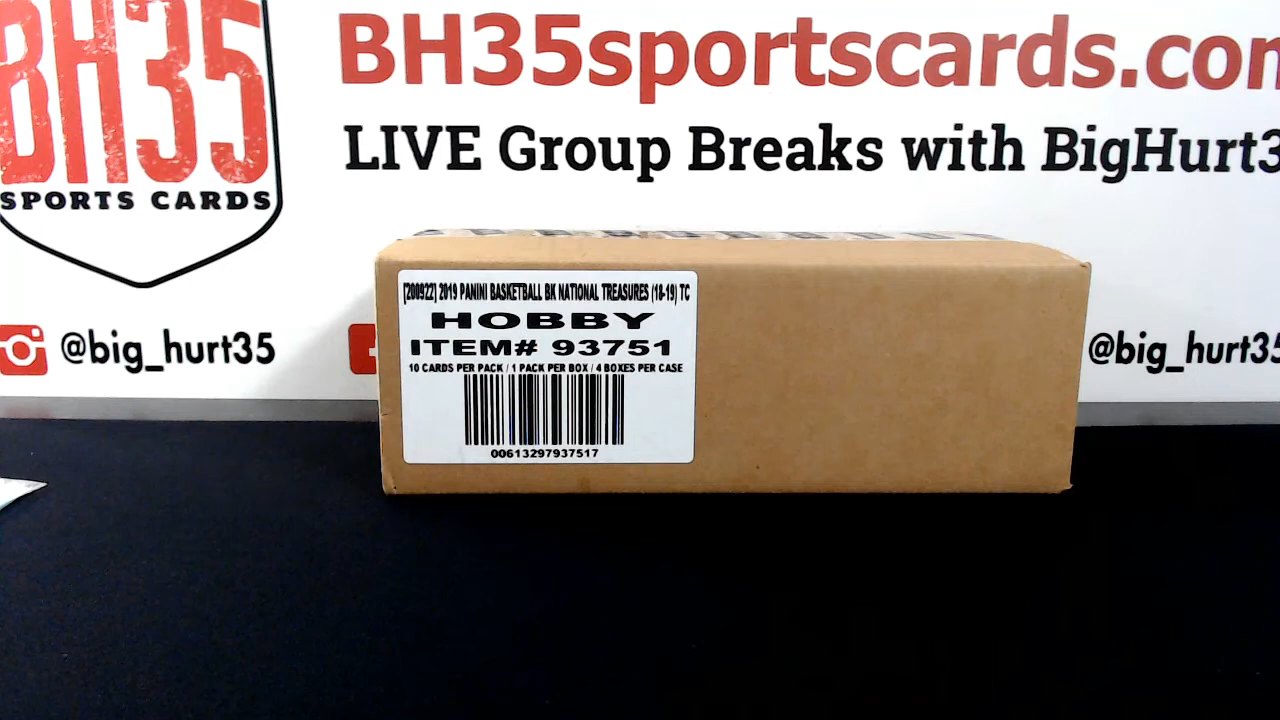 BH35
SPORTS CARDS
BH35sportscards.com
LIVE Group Breaks with BigHurt3
@big_hurt35
@big_hurt35
[200922] 2019 PANINI BASKETBALL BK NATIONAL TREASURES (18-19) TC
HOBBY
ITEM# 93751
10 CARDS PER PACK / 1 PACK PER BOX / 4 BOXES PER CASE
00613297937517